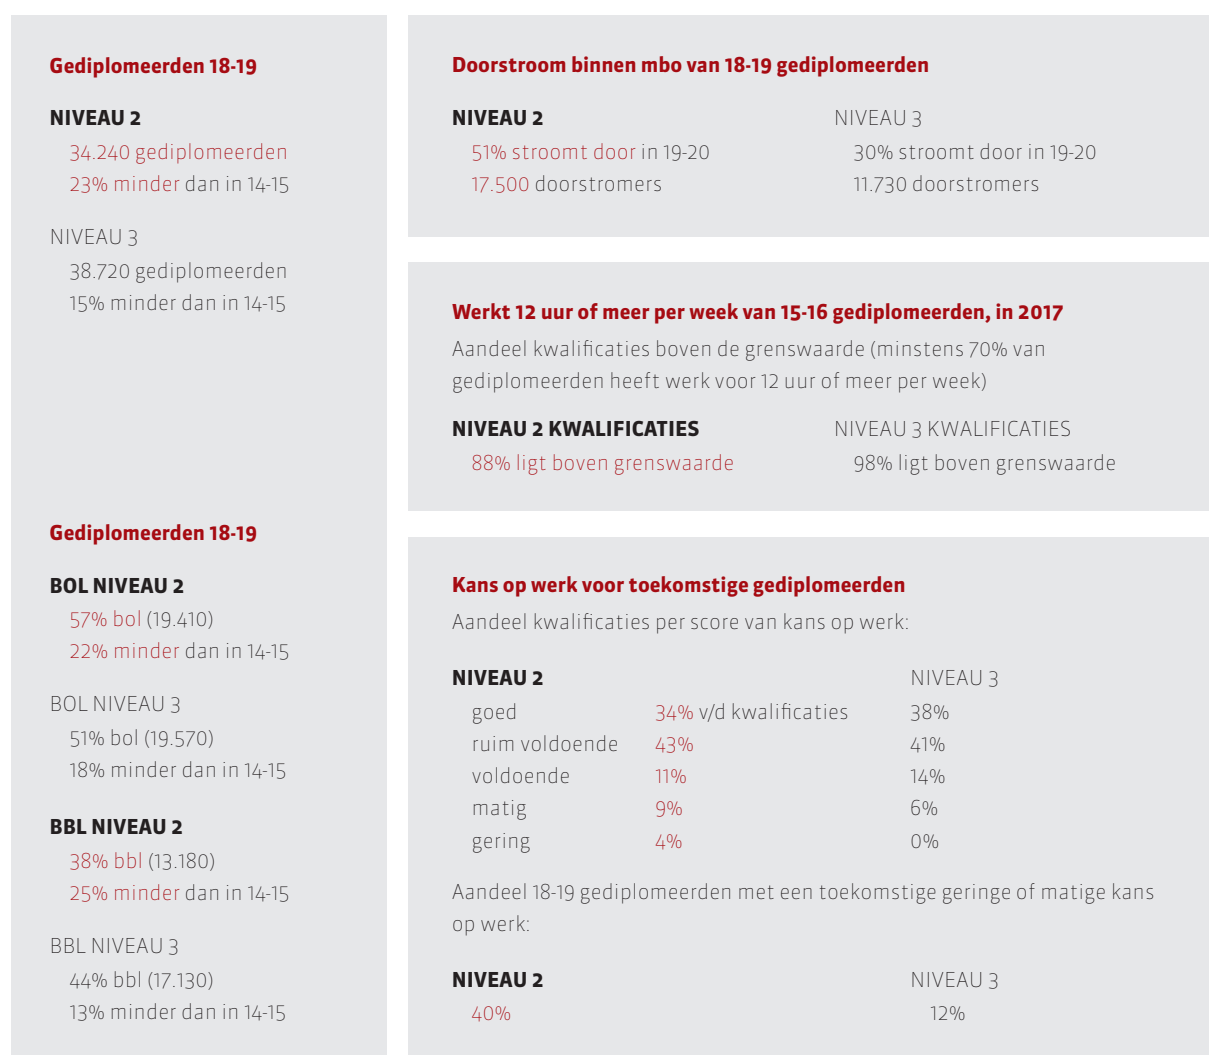 Gediplomeerden 18-19
NIVEAU 2
34.240 gediplomeerden
23% minder dan in 14-15
NIVEAU 3
38.720 gediplomeerden
15% minder dan in 14-15
Gediplomeerden 18-19
BOL NIVEAU 2
57% bol (19.410)
22% minder dan in 14-15
BOL NIVEAU 3
51% bol (19.570)
18% minder dan in 14-15
BBL NIVEAU 2
38% bbl (13.180)
25% minder dan in 14-15
BBL NIVEAU 3
44% bbl (17.130)
13% minder dan in 14-15
Doorstroom binnen mbo van 18-19 gediplomeerden
NIVEAU 2 NIVEAU 3
51% stroomt door in 19-20 30% stroomt door in 19-20
17.500 doorstromers 11.730 doorstromers
Werkt 12 uur of meer per week van 15-16 gediplomeerden, in 2017
Aandeel kwalificaties boven de grenswaarde (minstens 70% van
gediplomeerden heeft werk voor 12 uur of meer per week)
NIVEAU 2 KWALIFICATIES NIVEAU 3 KWALIFICATIES
88% ligt boven grenswaarde 98% ligt boven grenswaarde
Kans op werk voor toekomstige gediplomeerden
Aandeel kwalificaties per score van kans op werk:
NIVEAU 2 NIVEAU 3
goed 34% v/d kwalificaties 38%
ruim voldoende 43% 41%
voldoende 11% 14%
matig 9% 6%
gering 4% 0%
Aandeel 18-19 gediplomeerden met een toekomstige geringe of matige kans
op werk:
NIVEAU 2 NIVEAU 3
40% 12%